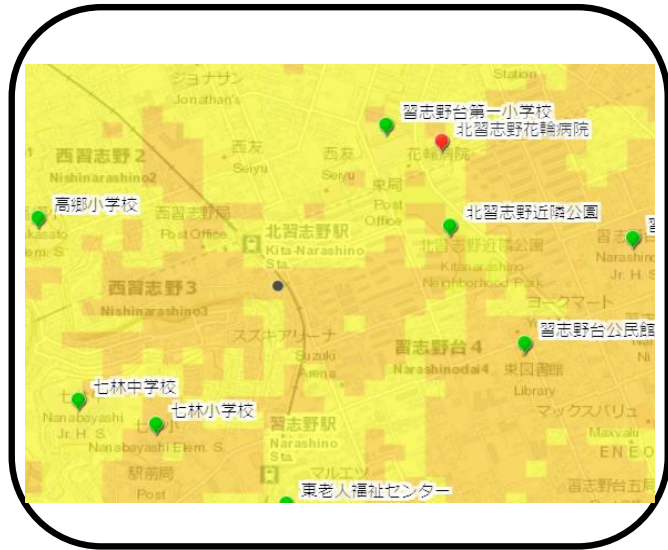 ジョナサン
Jonathan's
Station
習志野台第一小学校
北習志野花輪病院
西習志野2
Nishinarashino2
西友
Seiyu
西友
Seiyu
花輪病院
東局
Post
Office
高郷小学校
西習志野局
Post Office
北習志野駅
Kita-Narashino
Sta.
北習志野近隣公園
北習志野近隣公園
Kitanarashino
Neighborhood Park
Jr. H. S.
西習志野3
Nishinarashino3
ヨークマート
スズキアリーナ
Suzuki
Arena
習志野台4
Narashinodai4
習志野台公民館
東図書館
Library
七林中学校
七林小学校
Nanabayashi
Jr. H. S.
Nanabayashi Elem. S.
習志野駅
Narashino
Sta.
マックスバリュ
Maxvalu
ENEO
駅前局
Post
マルエツ
東老人福祉センター
習志野台五局